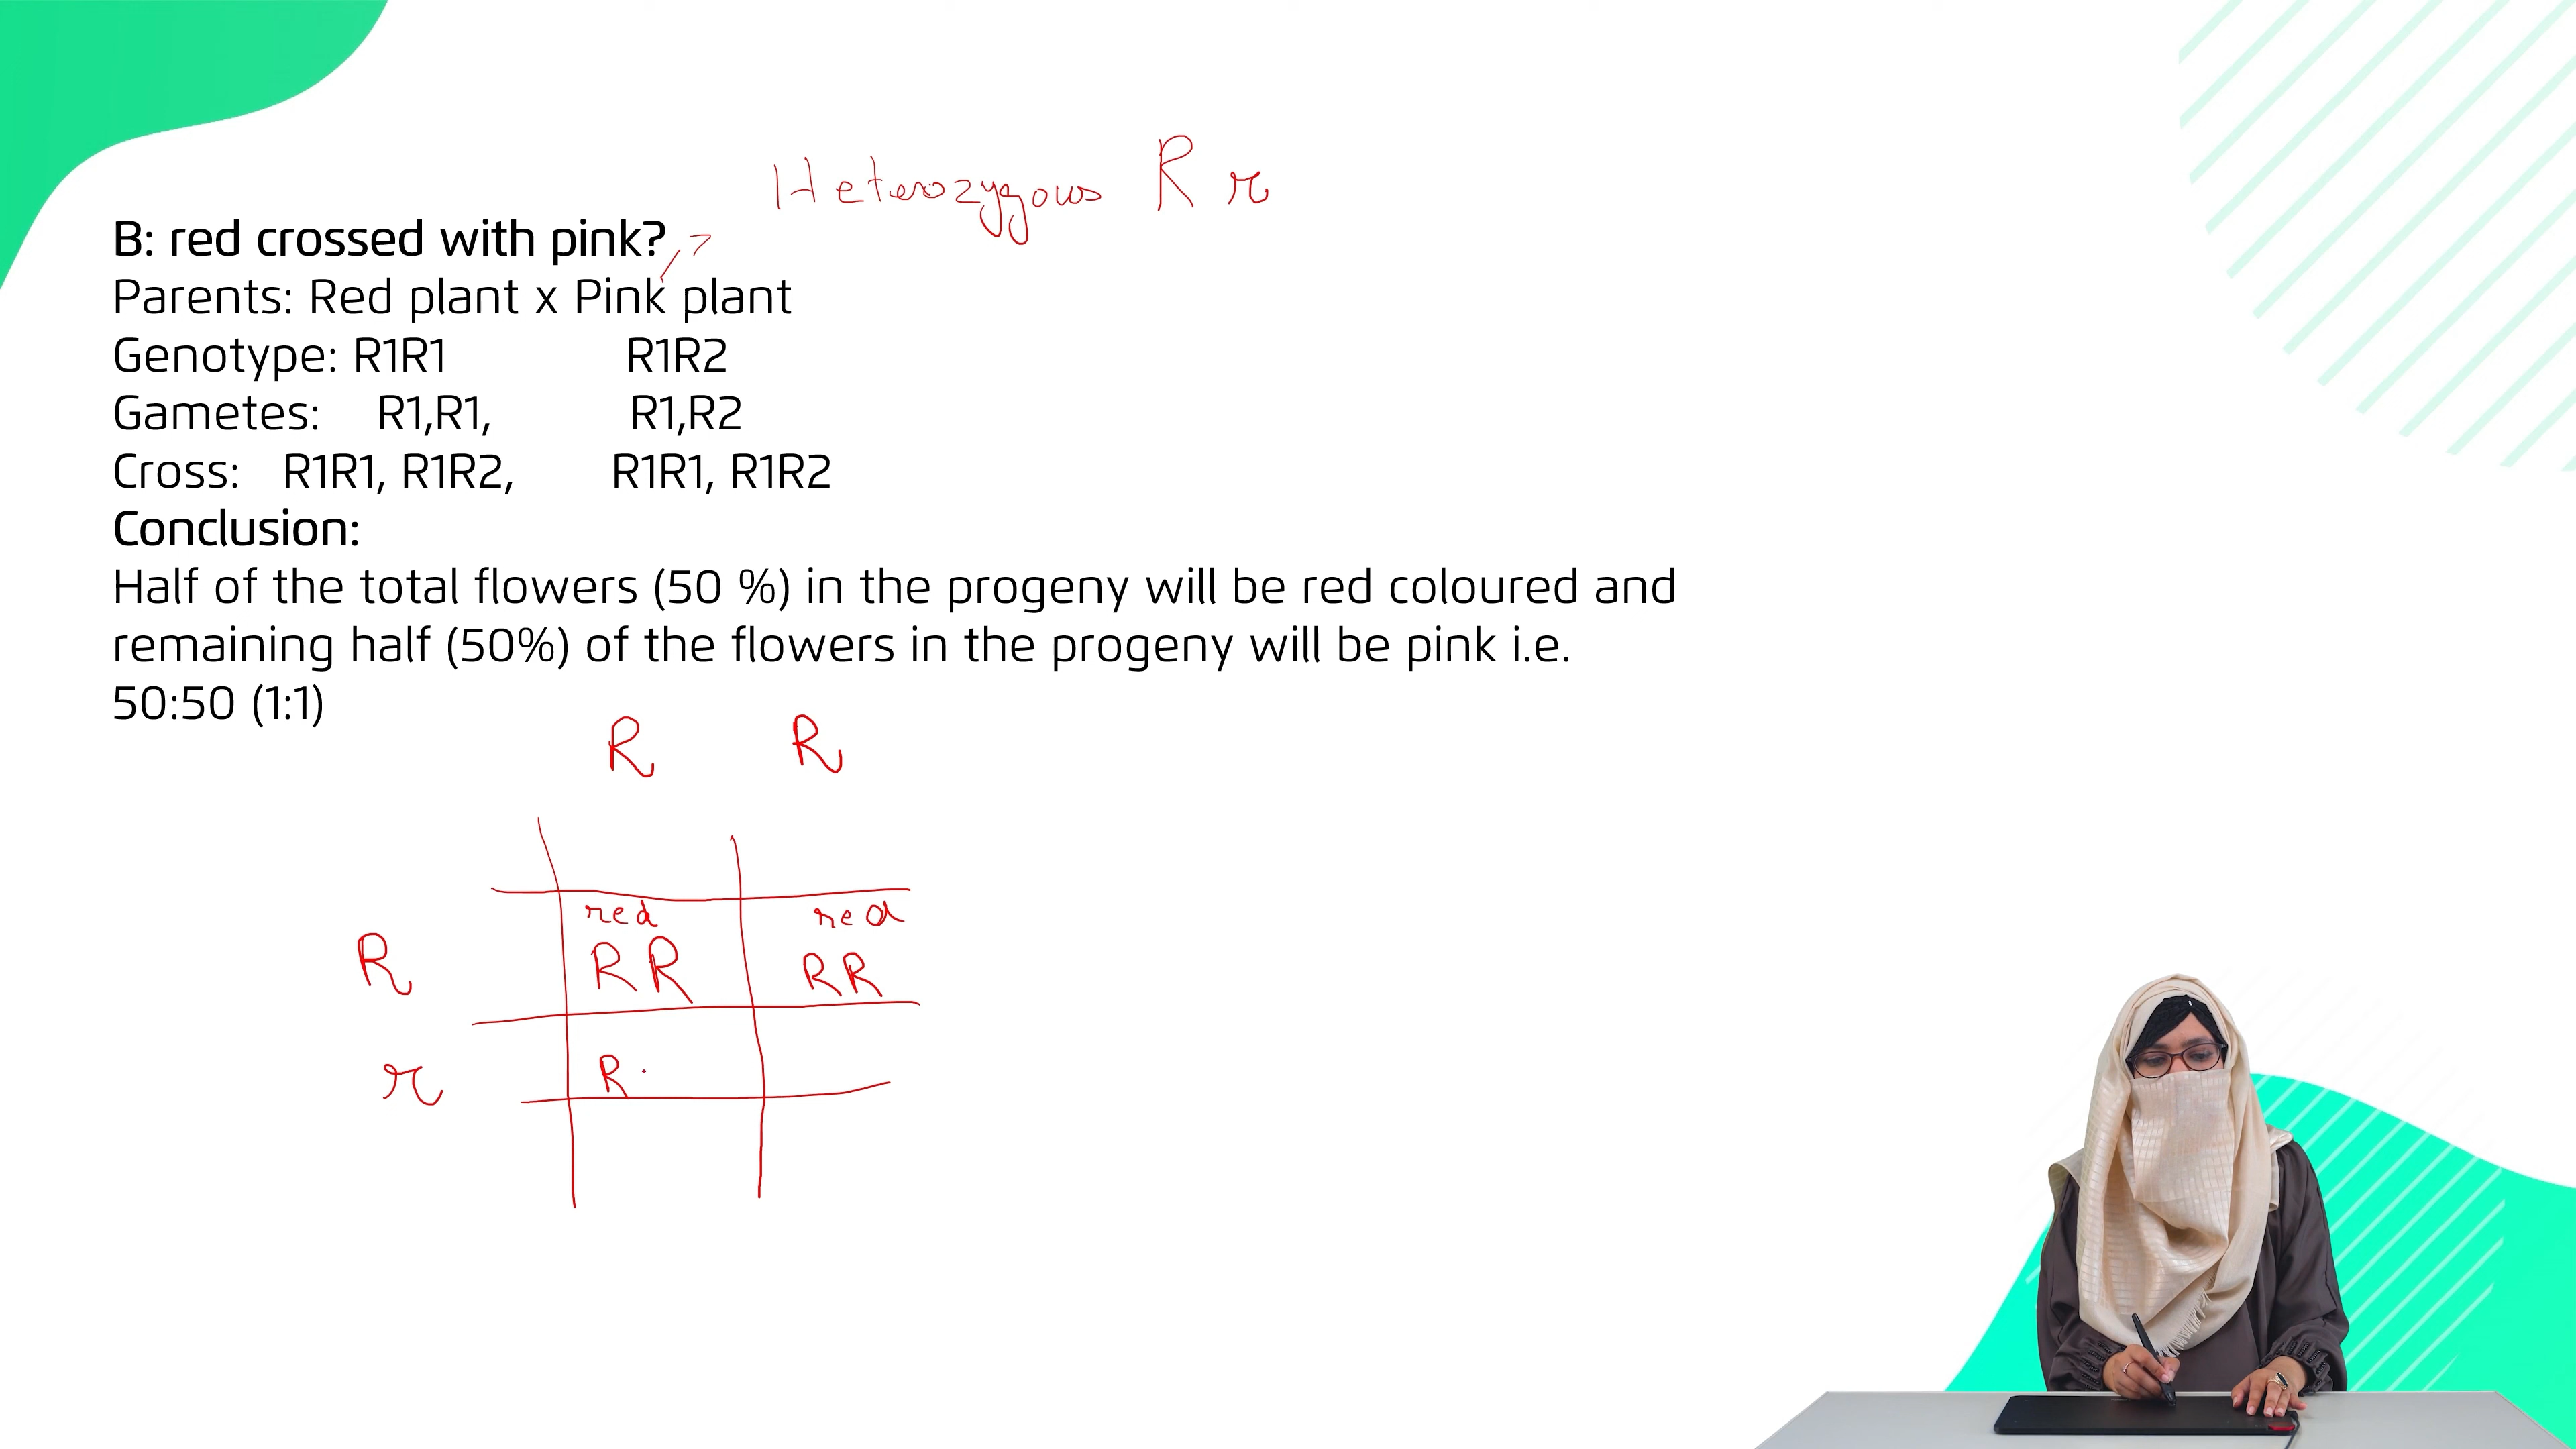 Heterozygous R r
B: red crossed with pink?
Parents: Red plant x Pink plant
Genotype: R1R1 R1R2
Gametes: R1,R1, R1,R2
Cross: R1R1, R1R2, R1R1, R1R2
Conclusion:
Half of the total flowers (50 %) in the progeny will be red coloured and
remaining half (50%) of the flowers in the progeny will be pink i.e.
50:50 (1:1)
R R
red red
R RR RR
r R